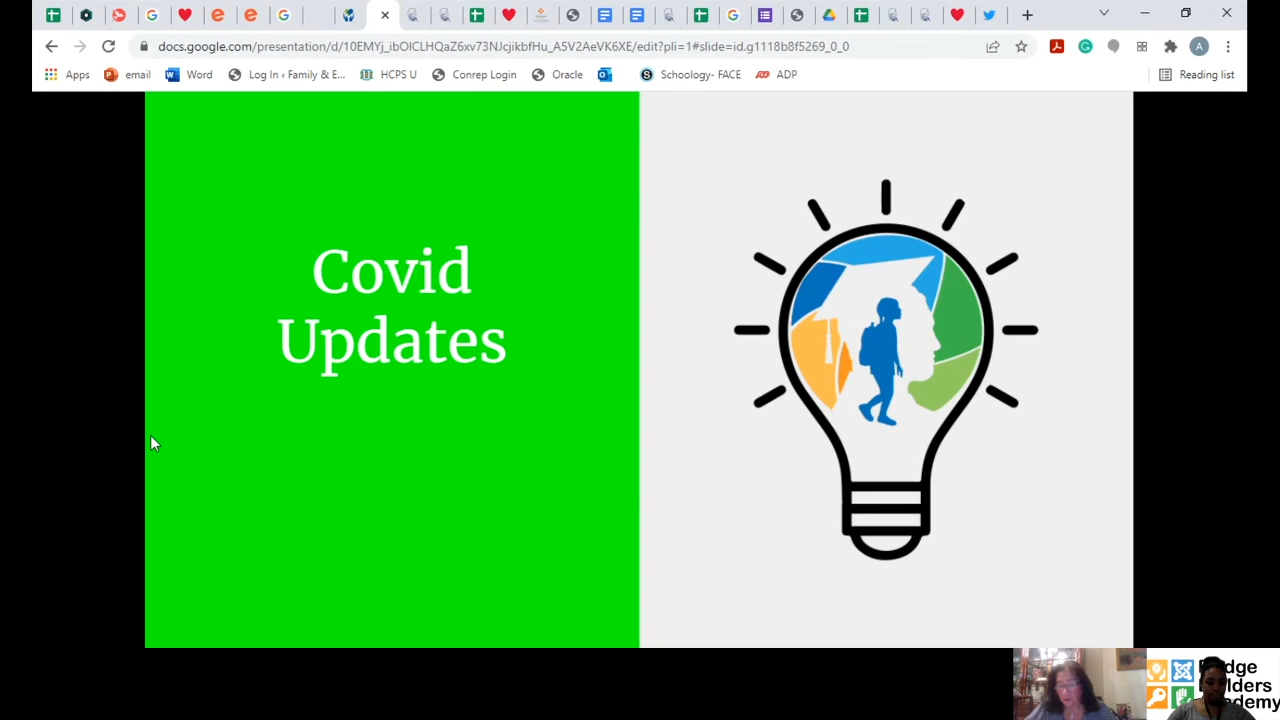 docs.google.com/presentation/d/10EMYj_ibOICLHQaZ6xv73NJcjikbfHu_A5V2AeVK6XE/edit?pli=1#slide=id.g1118bf5269_0_0
Apps email Word Log In ‹ Family & E... HCPS U Conrep Login Oracle Schoology- FACE ADP Reading list
Covid
Updates